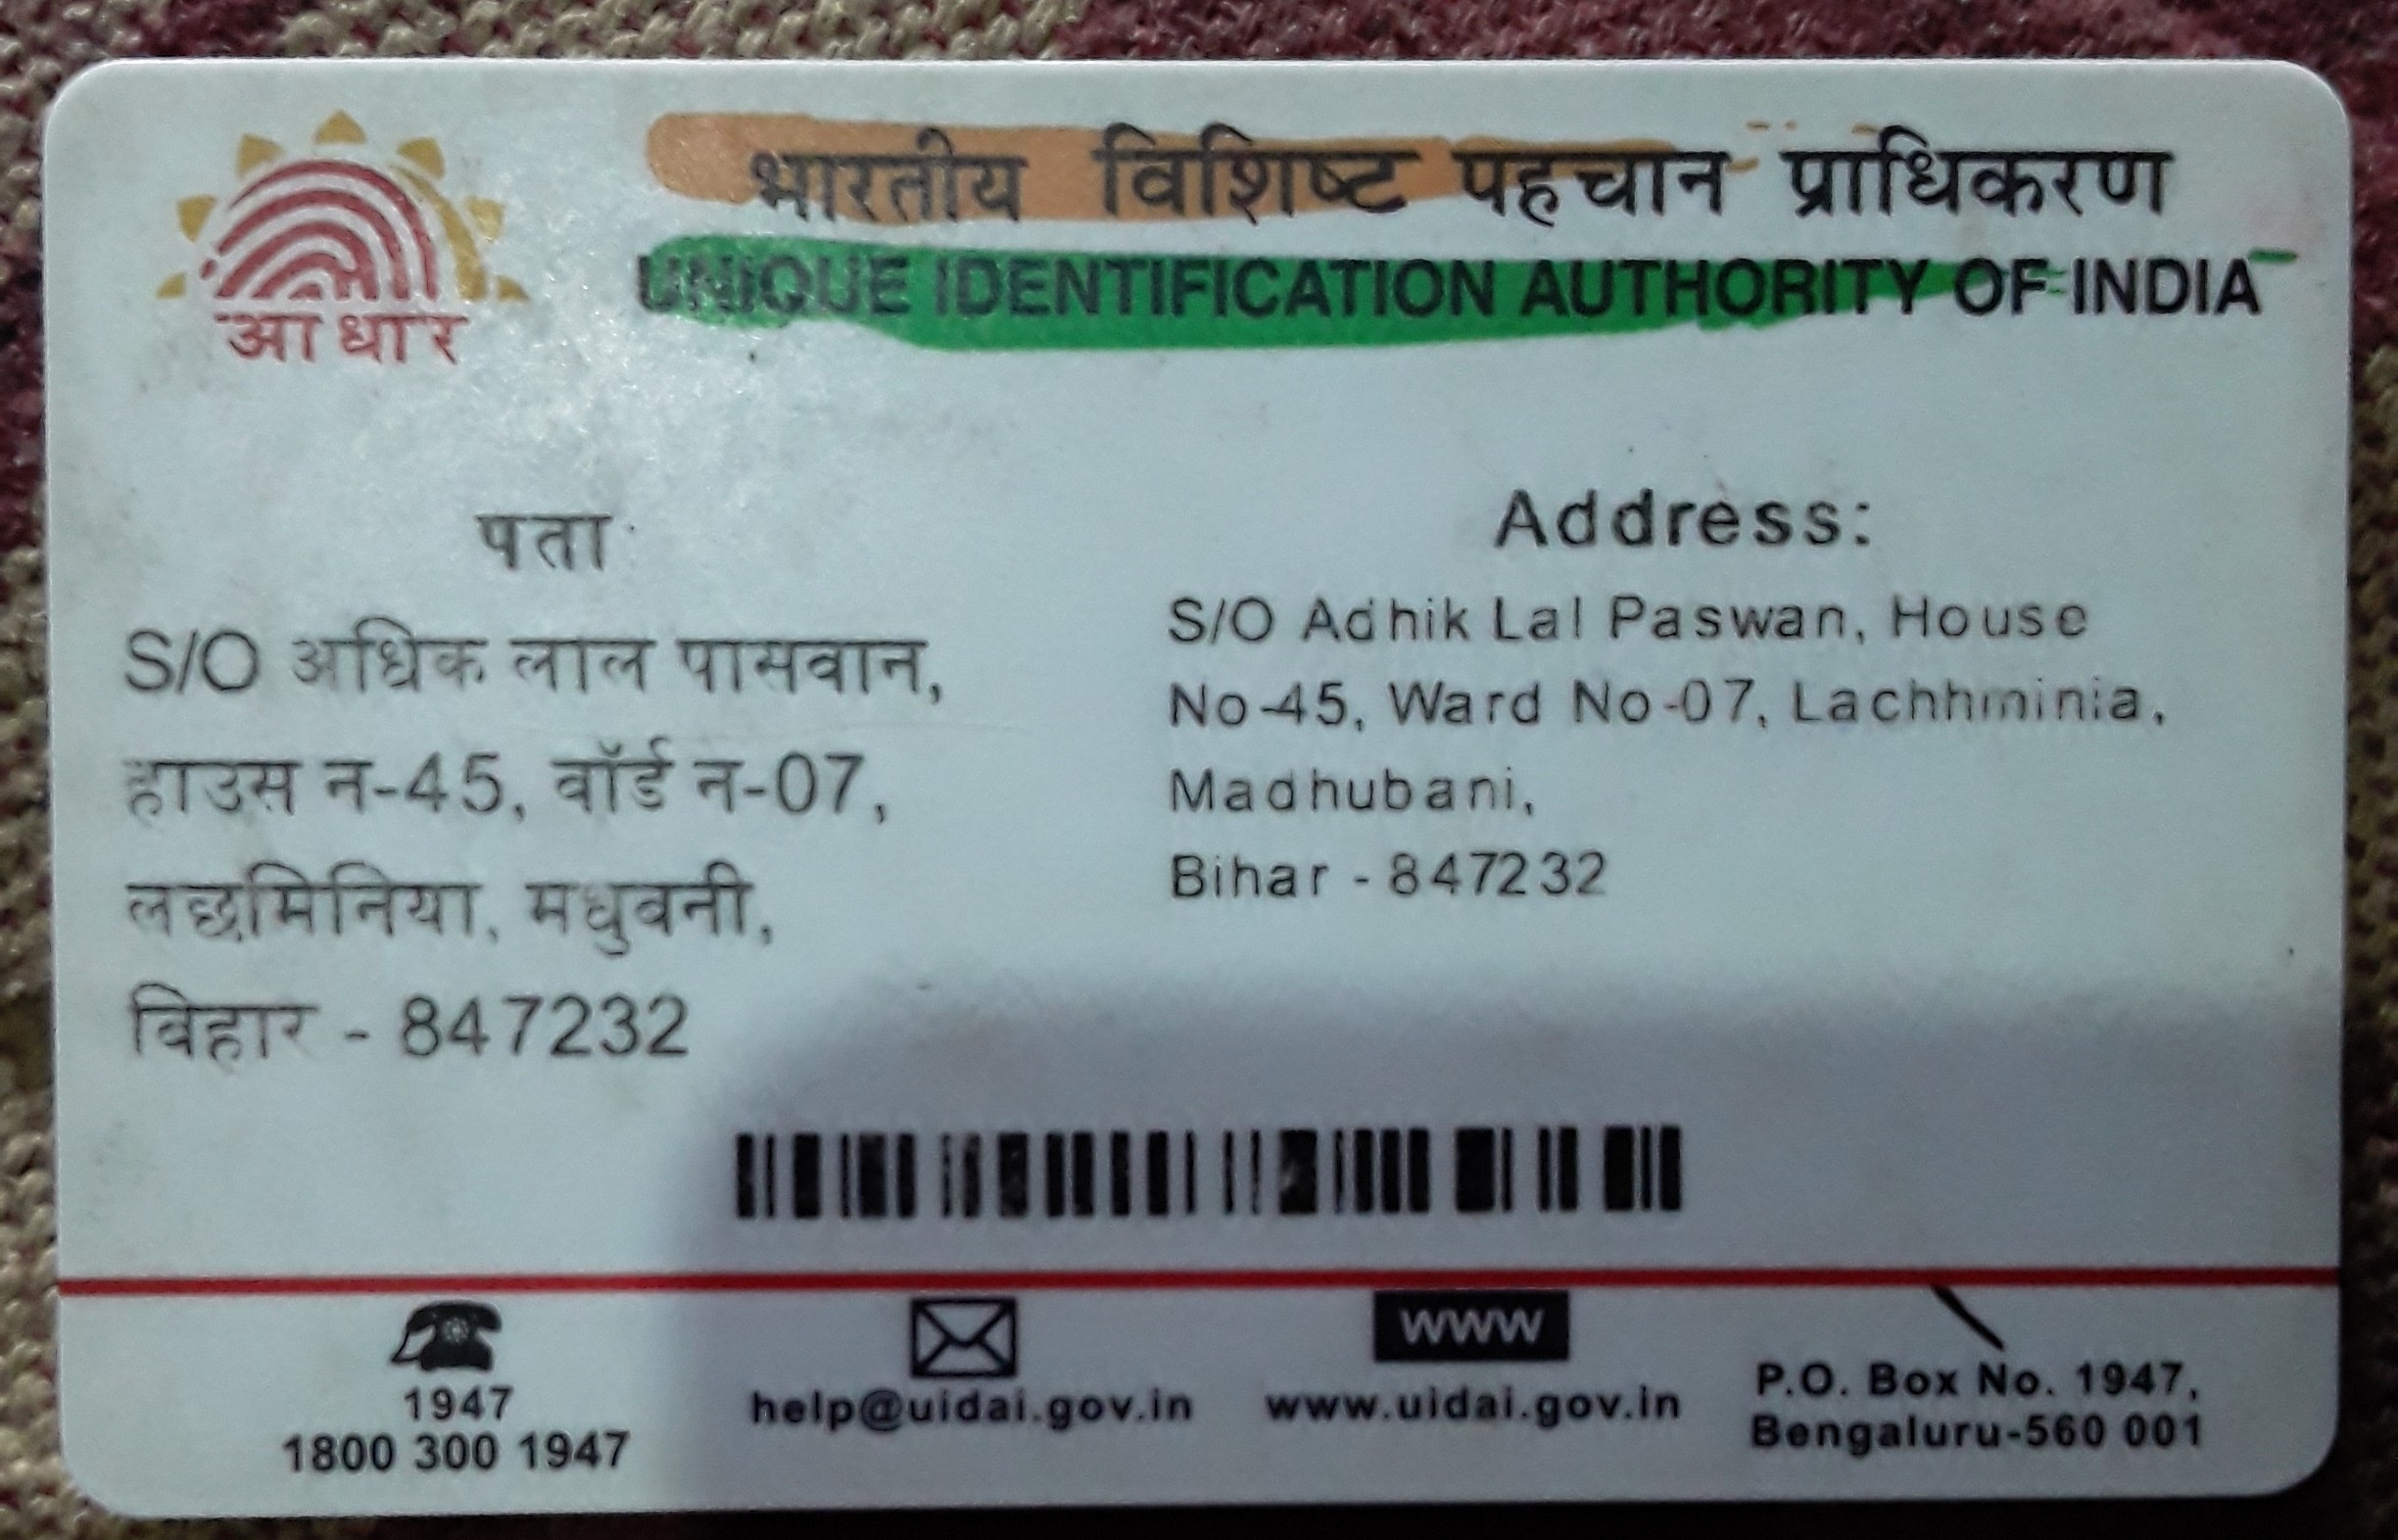 भारतीय विशिष्ट पहचान प्राधिकरण
UNIQUE IDENTIFICATION AUTHORITY OF INDIA
आधार
पता
S/O अधिक लाल पासवान,
हाउस न-45, वॉर्ड न-07,
लछमिनिया, मधुवनी,
बिहार - 847232
Address:
S/O Adhik Lal Paswan, House
No-45, Ward No-07, Lachhminia,
Madhubani,
Bihar - 847232
1947
1800 300 1947
help@uidai.gov.in
www
www.uidai.gov.in
P.O. Box No. 1947,
Bengaluru-560 001